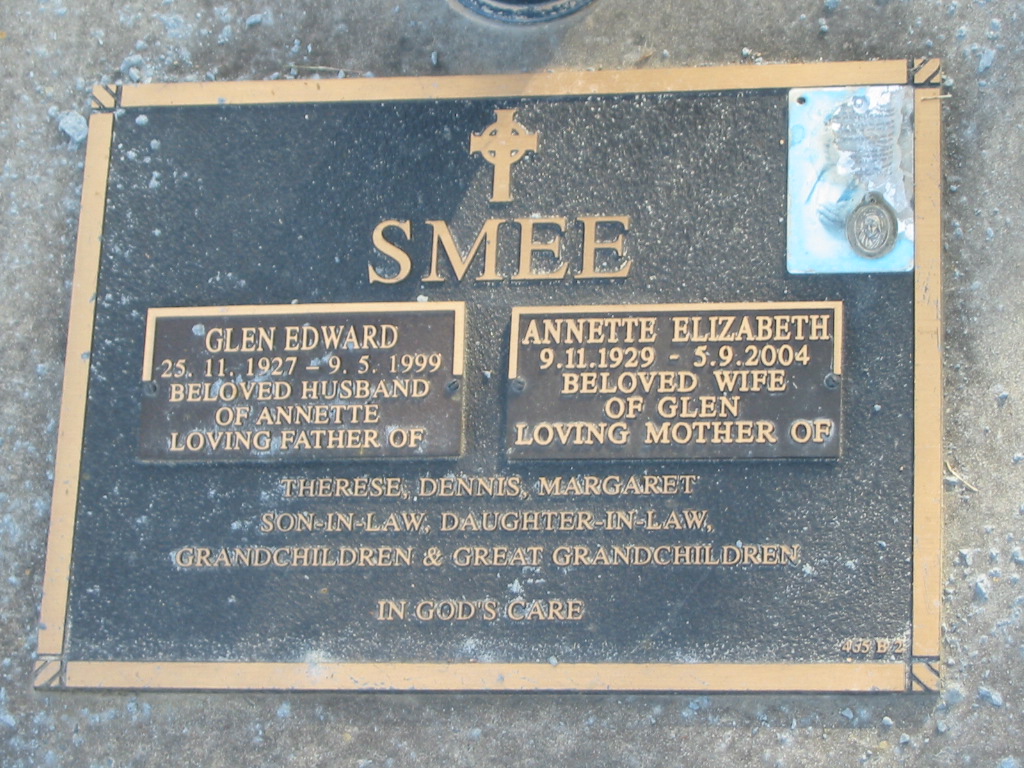 SMEE
GLEN EDWARD
25. 11. 1927 - 9. 5. 1999
BELOVED HUSBAND
OF ANNETTE
LOVING FATHER OF
ANNETTE ELIZABETH
9.11.1929 - 5.9.2004
BELOVED WIFE
OF GLEN
LOVING MOTHER OF
THERESE, DENNIS, MARGARET
SON-IN-LAW, DAUGHTER-IN-LAW,
GRANDCHILDREN & GREAT GRANDCHILDREN
IN GOD'S CARE
B 2